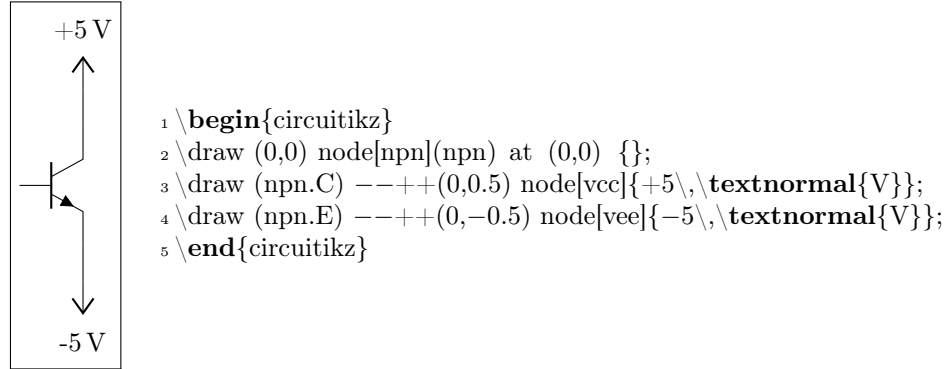 +5 V
-5 V
1 \begin{circuitikz}
2 \draw (0,0) node[npn](npn) at (0,0) {};
3 \draw (npn.C) −−++(0,0.5) node[vcc]{+5\,\textnormal{V}};
4 \draw (npn.E) −−++(0,−0.5) node[vee]{−5\,\textnormal{V}};
5 \end{circuitikz}